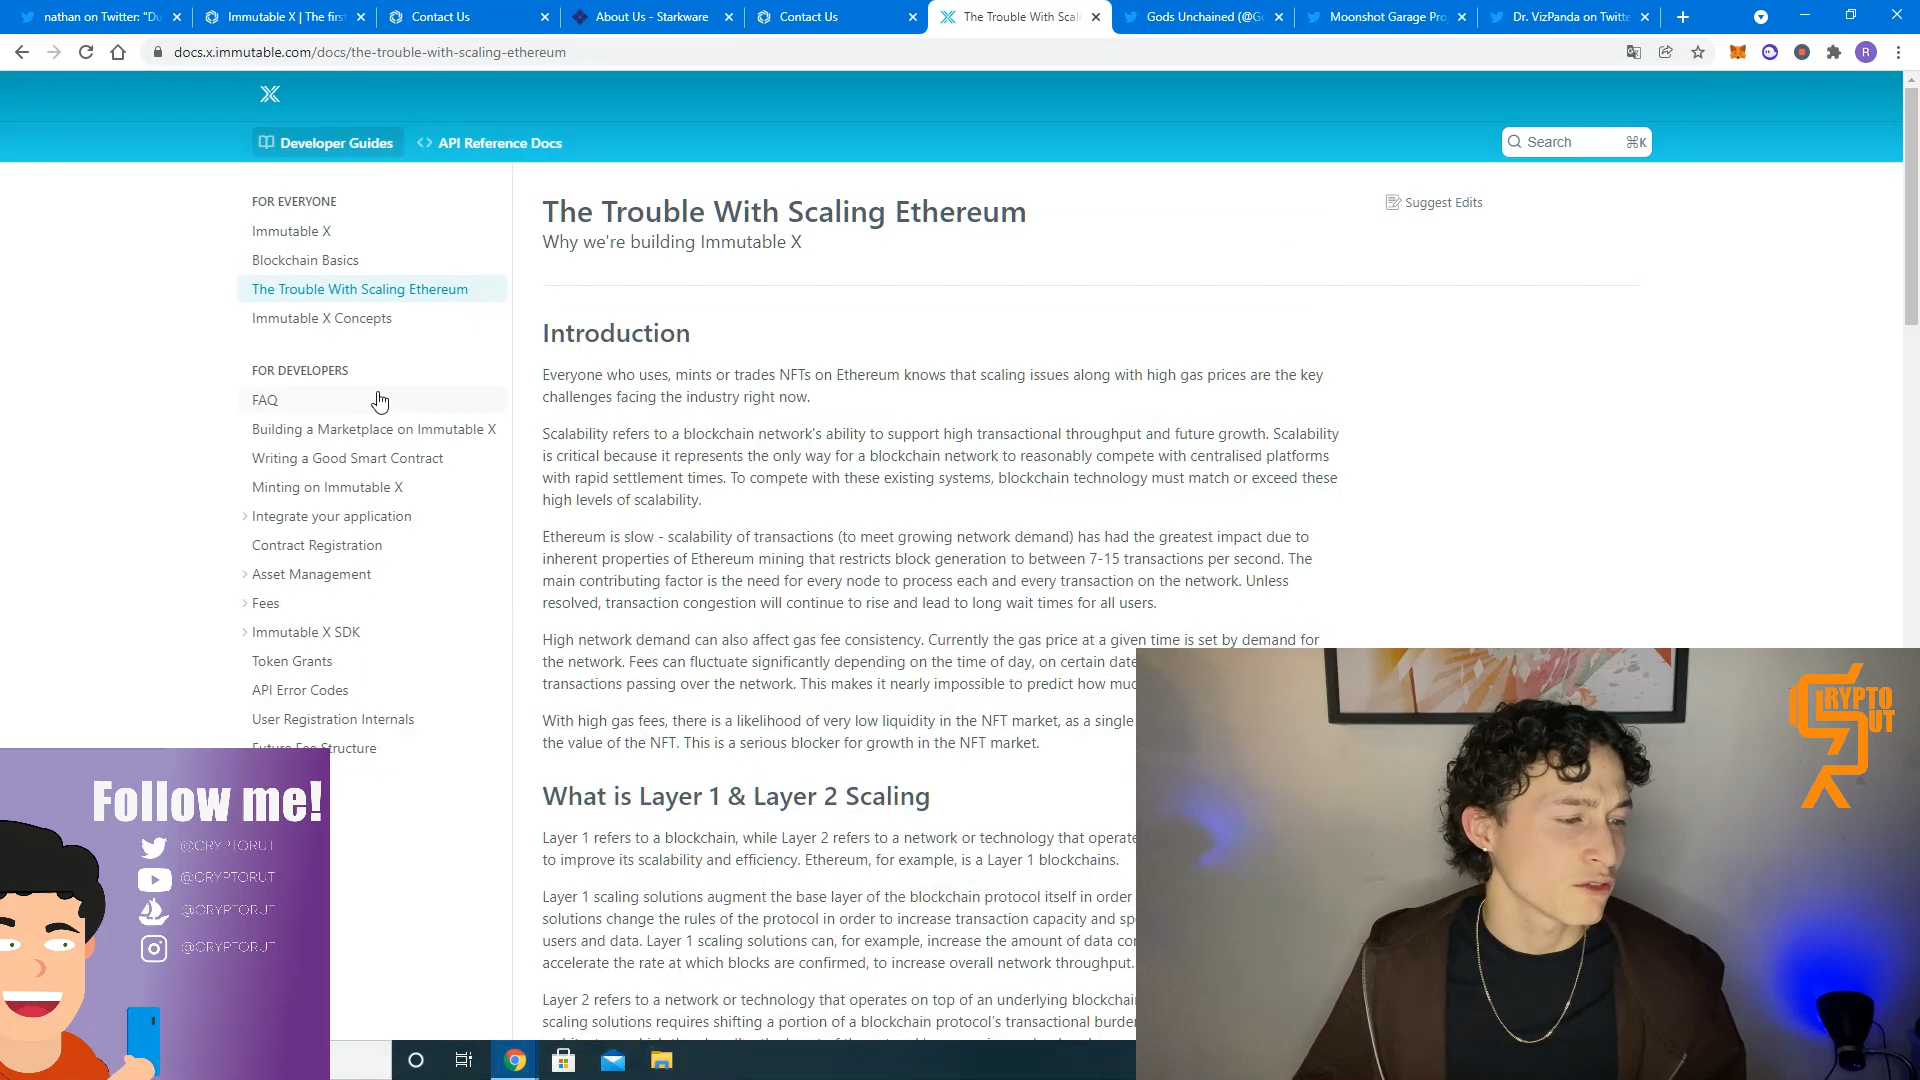 nathan on Twitter: "Du
Immutable X | The first
Contact Us
About Us - Starkware
Contact Us
The Trouble With Scali
Gods Unchained (@Go
Moonshot Garage Pro
Dr. VizPanda on Twitte
docs.x.immutable.com/docs/the-trouble-with-scaling-ethereum
R
Developer Guides
API Reference Docs
Search
⌘K
FOR EVERYONE
Immutable X
Blockchain Basics
The Trouble With Scaling Ethereum
Immutable X Concepts
FOR DEVELOPERS
FAQ
Building a Marketplace on Immutable X
Writing a Good Smart Contract
Minting on Immutable X
Integrate your application
Contract Registration
Asset Management
Fees
Immutable X SDK
Token Grants
API Error Codes
User Registration Internals
Future Fee Structure
The Trouble With Scaling Ethereum
Suggest Edits
Why we're building Immutable X
Introduction
Everyone who uses, mints or trades NFTs on Ethereum knows that scaling issues along with high gas prices are the key
challenges facing the industry right now.
Scalability refers to a blockchain network's ability to support high transactional throughput and future growth. Scalability
is critical because it represents the only way for a blockchain network to reasonably compete with centralised platforms
with rapid settlement times. To compete with these existing systems, blockchain technology must match or exceed these
high levels of scalability.
Ethereum is slow - scalability of transactions (to meet growing network demand) has had the greatest impact due to
inherent properties of Ethereum mining that restricts block generation to between 7-15 transactions per second. The
main contributing factor is the need for every node to process each and every transaction on the network. Unless
resolved, transaction congestion will continue to rise and lead to long wait times for all users.
High network demand can also affect gas fee consistency. Currently the gas price at a given time is set by demand for
the network. Fees can fluctuate significantly depending on the time of day, on certain date
transactions passing over the network. This makes it nearly impossible to predict how muc
With high gas fees, there is a likelihood of very low liquidity in the NFT market, as a single
the value of the NFT. This is a serious blocker for growth in the NFT market.
What is Layer 1 & Layer 2 Scaling
Layer 1 refers to a blockchain, while Layer 2 refers to a network or technology that operate
to improve its scalability and efficiency. Ethereum, for example, is a Layer 1 blockchains.
Layer 1 scaling solutions augment the base layer of the blockchain protocol itself in order
solutions change the rules of the protocol in order to increase transaction capacity and sp
users and data. Layer 1 scaling solutions can, for example, increase the amount of data co
accelerate the rate at which blocks are confirmed, to increase overall network throughput.
Layer 2 refers to a network or technology that operates on top of an underlying blockchai
scaling solutions requires shifting a portion of a blockchain protocol's transactional burde
Follow me!
@CRYPTORUT
@CRYPTORUT
@CRYPTORUT
@CRYPTORUT
CRYPTO
RUT